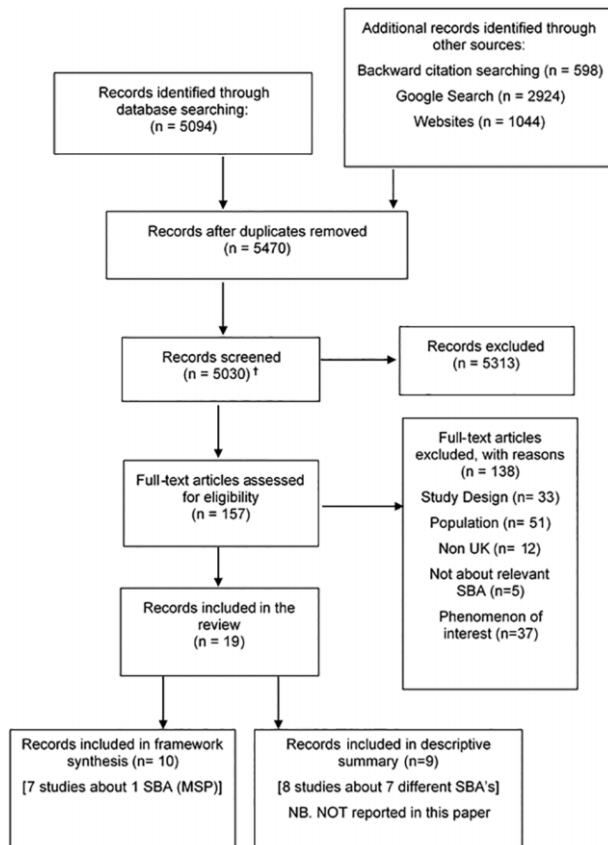 Records identified through
database searching:
(n = 5094)
Additional records identified through
other sources:
Backward citation searching (n = 598)
Google Search (n = 2924)
Websites (n = 1044)
Records after duplicates removed
(n = 5470)
Records screened
(n = 5030) †
Records excluded
(n = 5313)
Full-text articles assessed
for eligibility
(n = 157)
Full-text articles
excluded, with reasons
(n = 138)
Study Design (n= 33)
Population (n= 51)
Non UK (n= 12)
Not about relevant
SBA (n=5)
Phenomenon of
interest (n=37)
Records included in the
review
(n = 19)
Records included in framework
synthesis (n= 10)
[7 studies about 1 SBA (MSP)]
Records included in descriptive
summary (n=9)
[8 studies about 7 different SBA's]
NB. NOT reported in this paper